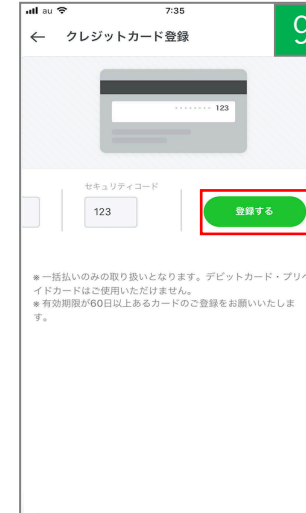 au 7:35
← クレジットカード登録
9
········ 123
セキュリティコード
123
登録する
※一括払いのみの取り扱いとなります。デビットカード・プリペ
イドカードはご使用いただけません。
※有効期限が60日以上あるカードのご登録をお願いいたしま
す。